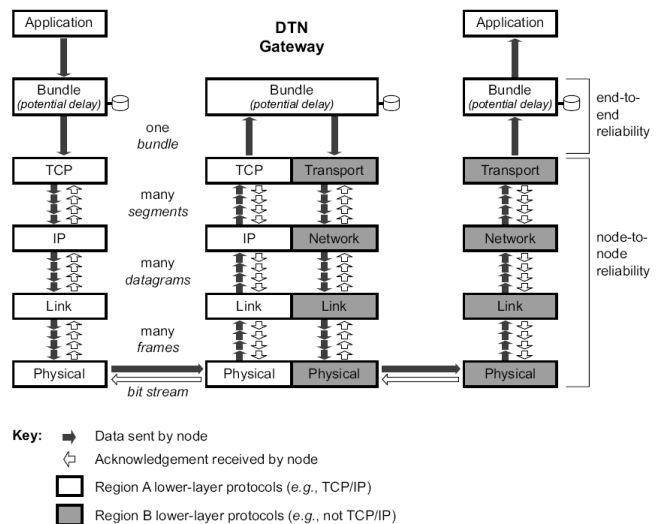 Application
DTN
Gateway
Application
Bundle
(potential delay)
Bundle
(potential delay)
Bundle
(potential delay)
end-to-
end
reliability
one
bundle
TCP
TCP
Transport
Transport
many
segments
IP
IP
Network
Network
node-to-
node
reliability
many
datagrams
Link
Link
Link
Link
many
frames
Physical
Physical
Physical
Physical
bit stream
Key:
Data sent by node
Acknowledgement received by node
Region A lower-layer protocols (e.g., TCP/IP)
Region B lower-layer protocols (e.g., not TCP/IP)